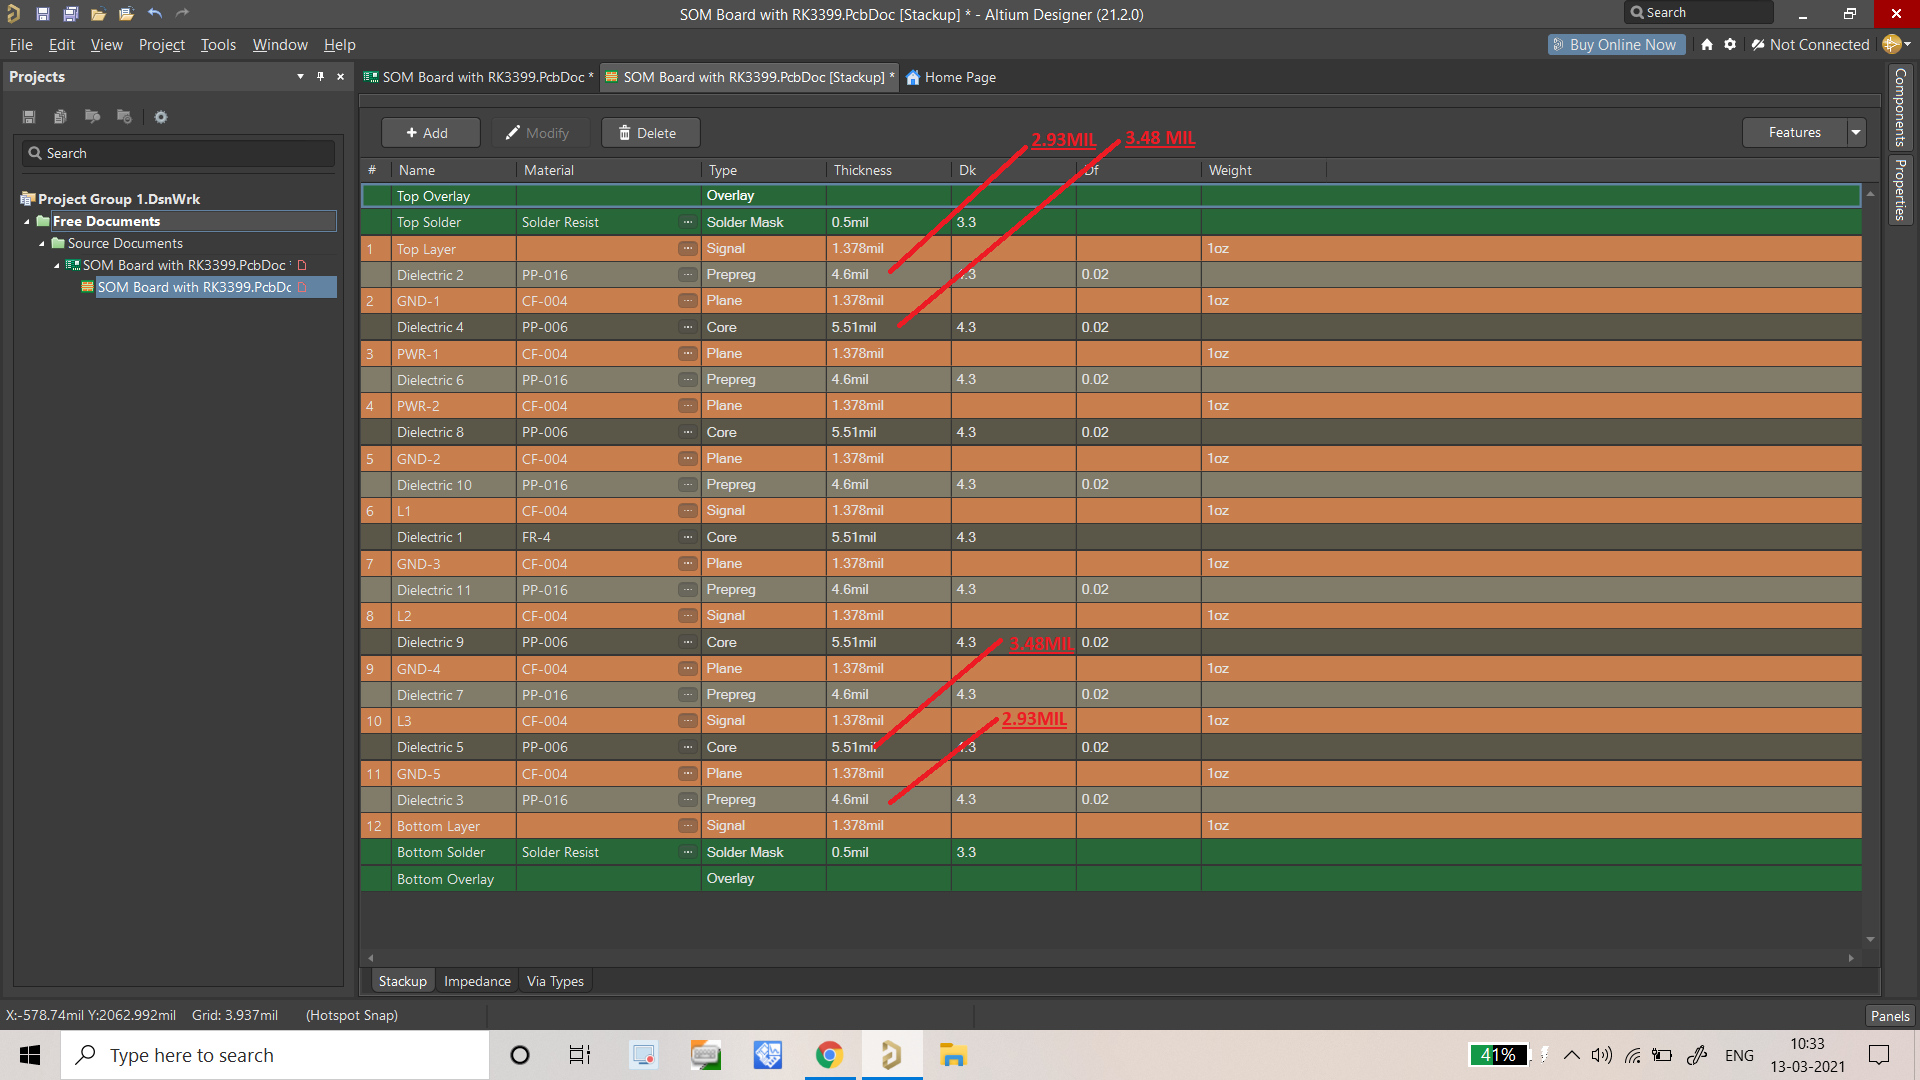 SOM Board with RK3399.PcbDoc [Stackup] * - Altium Designer (21.2.0)
Search
File Edit View Project Tools Window Help
Buy Online Now
Not Connected
Projects
SOM Board with RK3399.PcbDoc *
SOM Board with RK3399.PcbDoc [Stackup] *
Home Page
Components
Properties
Search
Project Group 1.DsnWrk
Free Documents
Source Documents
SOM Board with RK3399.PcbDoc *
SOM Board with RK3399.PcbDc
+ Add
Modify
Delete
2.93MIL
3.48 MIL
Features
# Name Material Type Thickness Dk Df Weight
Top Overlay Overlay
Top Solder Solder Resist ... Solder Mask 0.5mil 3.3
1 Top Layer ... Signal 1.378mil 1oz
Dielectric 2 PP-016 ... Prepreg 4.6mil 4.3 0.02
2 GND-1 CF-004 ... Plane 1.378mil 1oz
Dielectric 4 PP-006 ... Core 5.51mil 4.3 0.02
3 PWR-1 CF-004 ... Plane 1.378mil 1oz
Dielectric 6 PP-016 ... Prepreg 4.6mil 4.3 0.02
4 PWR-2 CF-004 ... Plane 1.378mil 1oz
Dielectric 8 PP-006 ... Core 5.51mil 4.3 0.02
5 GND-2 CF-004 ... Plane 1.378mil 1oz
Dielectric 10 PP-016 ... Prepreg 4.6mil 4.3 0.02
6 L1 CF-004 ... Signal 1.378mil 1oz
Dielectric 1 FR-4 ... Core 5.51mil 4.3
7 GND-3 CF-004 ... Plane 1.378mil 1oz
Dielectric 11 PP-016 ... Prepreg 4.6mil 4.3 0.02
8 L2 CF-004 ... Signal 1.378mil 1oz
Dielectric 9 PP-006 ... Core 5.51mil 4.3 3.48MIL 0.02
9 GND-4 CF-004 ... Plane 1.378mil 1oz
Dielectric 7 PP-016 ... Prepreg 4.6mil 4.3 0.02
10 L3 CF-004 ... Signal 1.378mil 2.93MIL 1oz
Dielectric 5 PP-006 ... Core 5.51mil 4.3 0.02
11 GND-5 CF-004 ... Plane 1.378mil 1oz
Dielectric 3 PP-016 ... Prepreg 4.6mil 4.3 0.02
12 Bottom Layer ... Signal 1.378mil 1oz
Bottom Solder Solder Resist ... Solder Mask 0.5mil 3.3
Bottom Overlay Overlay
Stackup Impedance Via Types
X:-578.74mil Y:2062.992mil Grid: 3.937mil (Hotspot Snap)
Panels
Type here to search
41%
ENG
10:33
13-03-2021